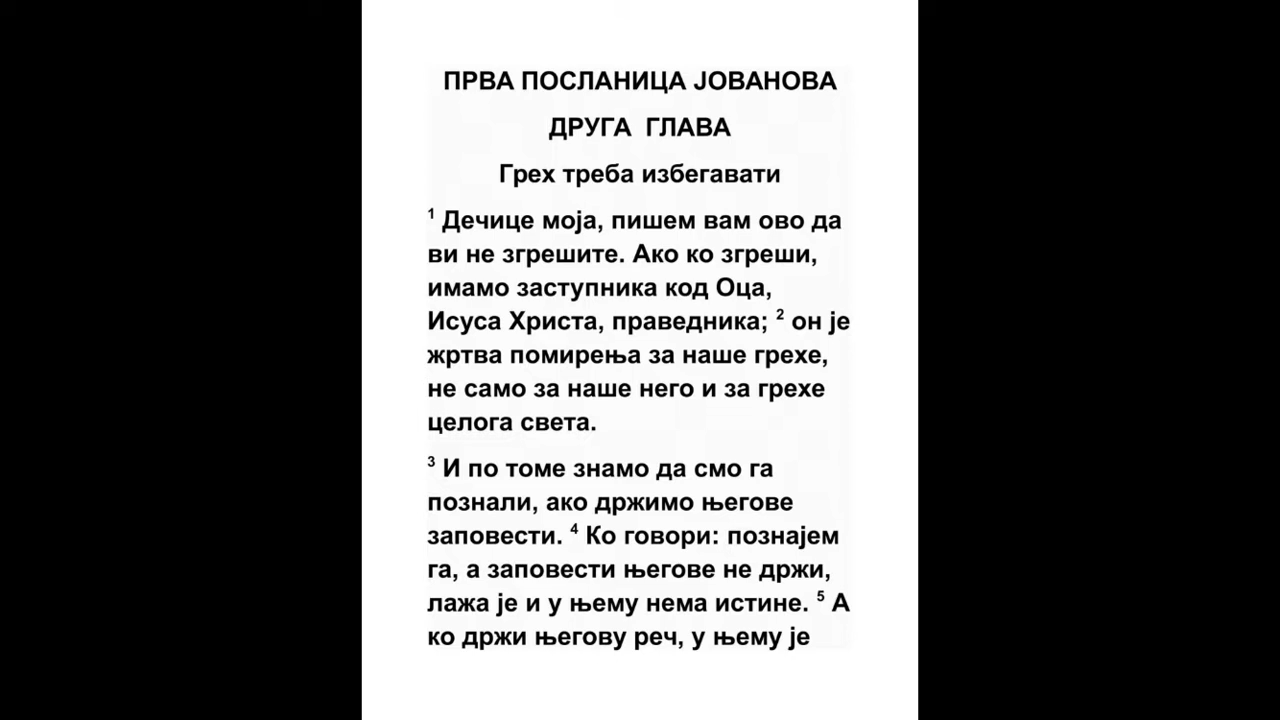 ПРВА ПОСЛАНИЦА ЈОВАНОВА
ДРУГА ГЛАВА
Грех треба избегавати
1 Дечице моја, пишем вам ово да
ви не згрешите. Ако ко згреши,
имамо заступника код Оца,
Исуса Христа, праведника; 2 он је
жртва помирења за наше грехе,
не само за наше него и за грехе
целога света.
3 И по томе знамо да смо га
познали, ако држимо његове
заповести. 4 Ко говори: познајем
га, а заповести његове не држи,
лажа је и у њему нема истине. 5 А
ко држи његову реч, у њему је